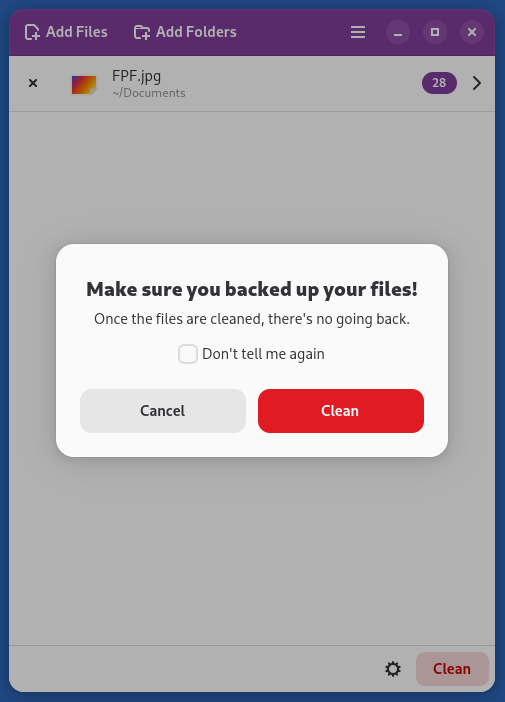 Add Files
Add Folders
FPF.jpg
~/Documents
28
Make sure you backed up your files!
Once the files are cleaned, there's no going back.
Don't tell me again
Cancel
Clean
Clean